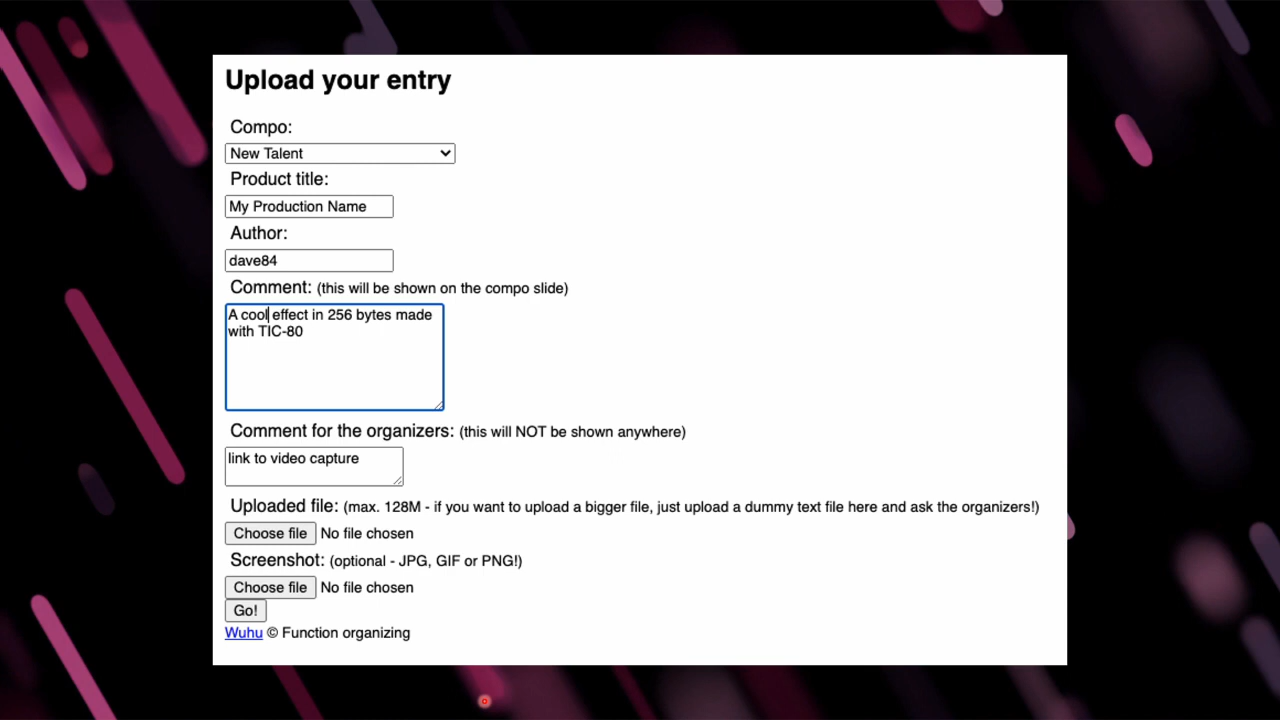 Upload your entry
Compo:
New Talent
Product title:
My Production Name
Author:
dave84
Comment: (this will be shown on the compo slide)
A cool effect in 256 bytes made
with TIC-80
Comment for the organizers: (this will NOT be shown anywhere)
link to video capture
Uploaded file: (max. 128M - if you want to upload a bigger file, just upload a dummy text file here and ask the organizers!)
Choose file No file chosen
Screenshot: (optional - JPG, GIF or PNG!)
Choose file No file chosen
Go!
Wuhu © Function organizing